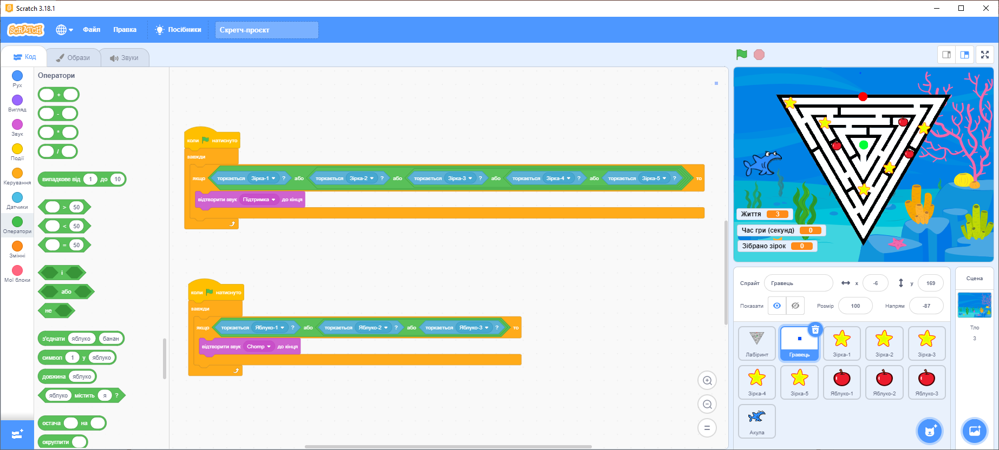 Scratch 3.18.1
SCRATCH
Файл
Правка
Посібники
Скретч-проєкт
Код
Образи
Звуки
Рух
Вигляд
Звук
Події
Керування
Датчики
Оператори
Змінні
Мої блоки
Оператори
+
-
*
/
випадкове від 1 до 10
> 50
< 50
= 50
і
або
не
з'єднати яблуко банан
символ 1 у яблуко
довжина яблуко
яблуко містить я ?
остача на
округлити
коли натиснуто
завжди
якщо торкається Зірка-1 ? або торкається Зірка-2 ? або торкається Зірка-3 ? або торкається Зірка-4 ? або торкається Зірка-5 ? то
відтворити звук Підтримка до кінця
коли натиснуто
завжди
якщо торкається Яблуко-1 ? або торкається Яблуко-2 ? або торкається Яблуко-3 ? то
відтворити звук Chomp до кінця
Життя 3
Час гри (секунд) 0
Зібрано зірок 0
Спрайт Гравець x -6 y 169
Показати Розмір 100 Напрям -87
Лабіринт
Гравець
Зірка-1
Зірка-2
Зірка-3
Зірка-4
Зірка-5
Яблуко-1
Яблуко-2
Яблуко-3
Акула
Сцена
Тло
3